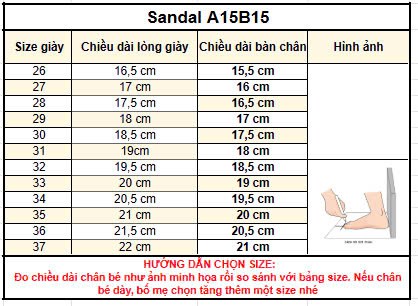 Sandal A15B15
Size giày Chiều dài lòng giày Chiều dài bàn chân Hình ảnh
26 16,5 cm 15,5 cm
27 17 cm 16 cm
28 17,5 cm 16,5 cm
29 18 cm 17 cm
30 18,5 cm 17,5 cm
31 19cm 18 cm
32 19,5 cm 18,5 cm
33 20 cm 19 cm
34 20,5 cm 19,5 cm
35 21 cm 20 cm
36 21,5 cm 20,5 cm
37 22 cm 21 cm
HƯỚNG DẪN CHỌN SIZE:
Đo chiều dài chân bé như ảnh minh họa rồi so sánh với bảng size. Nếu chân
bé dày, bố mẹ chọn tăng thêm một size nhé